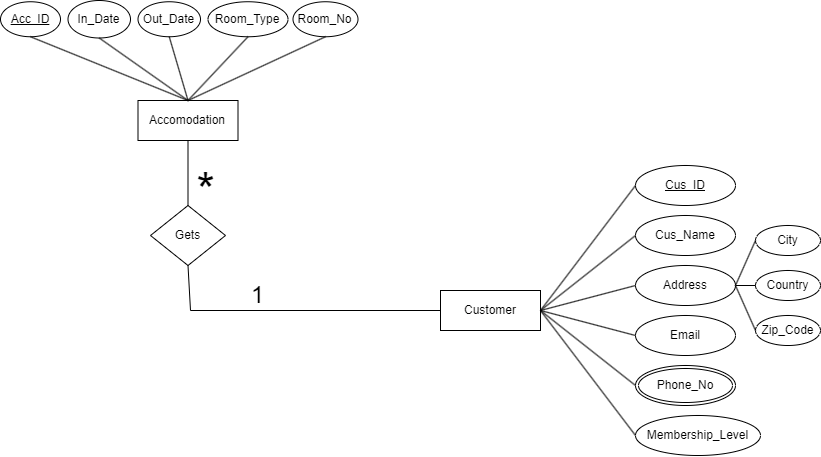 Acc_ID
In_Date
Out_Date
Room_Type
Room_No
Accomodation
*
Gets
1
Customer
Cus_ID
Cus_Name
Address
City
Country
Zip_Code
Email
Phone_No
Membership_Level